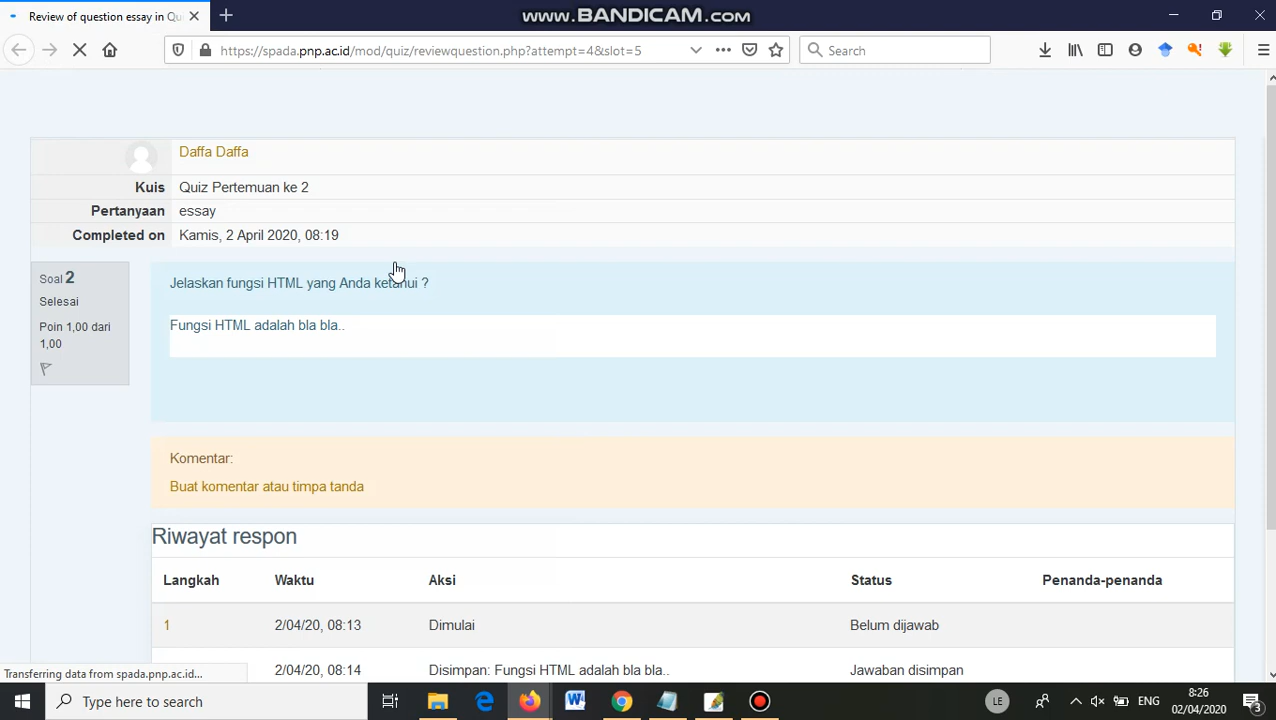 Review of question essay in Qu
www.BANDICAM.com
https://spada.pnp.ac.id/mod/quiz/reviewquestion.php?attempt=4&slot=5
Search
Daffa Daffa
Kuis Quiz Pertemuan ke 2
Pertanyaan essay
Completed on Kamis, 2 April 2020, 08:19
Soal 2
Selesai
Poin 1,00 dari
1,00
Jelaskan fungsi HTML yang Anda ketahui ?
Fungsi HTML adalah bla bla..
Komentar:
Buat komentar atau timpa tanda
Riwayat respon
Langkah Waktu Aksi Status Penanda-penanda
1 2/04/20, 08:13 Dimulai Belum dijawab
2/04/20, 08:14 Disimpan: Fungsi HTML adalah bla bla.. Jawaban disimpan
Transferring data from spada.pnp.ac.id...
Type here to search
LE
ENG
8:26
02/04/2020
3